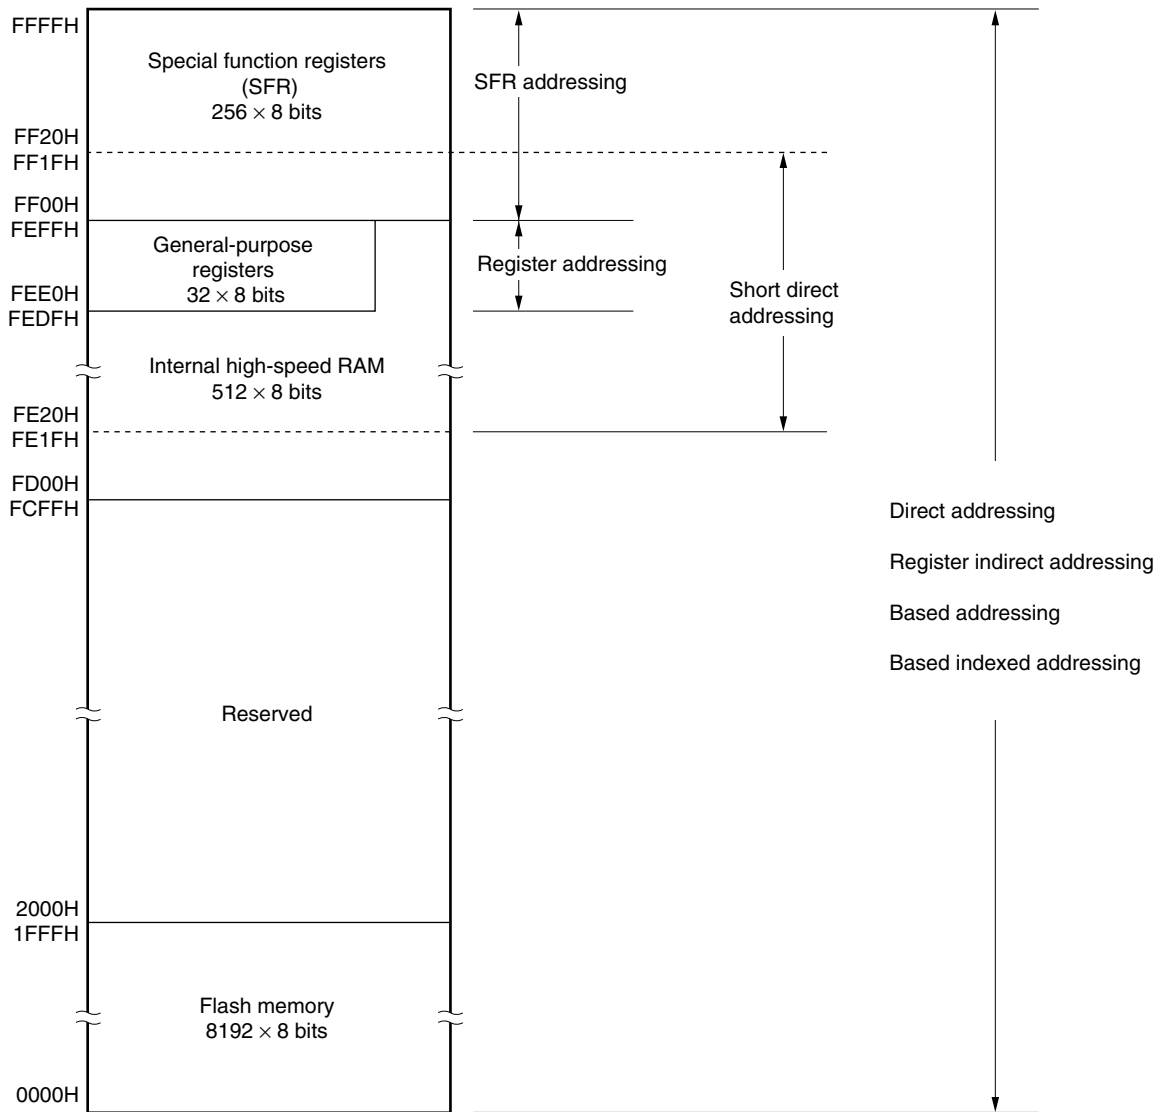 FFFFH
Special function registers
(SFR)
256 × 8 bits
SFR addressing
FF20H
FF1FH
FF00H
FEFFH
General-purpose
registers
32 × 8 bits
Register addressing
Short direct
addressing
FEE0H
FEDFH
Internal high-speed RAM
512 × 8 bits
FE20H
FE1FH
FD00H
FCFFH
Direct addressing
Register indirect addressing
Based addressing
Based indexed addressing
Reserved
2000H
1FFFH
Flash memory
8192 × 8 bits
0000H